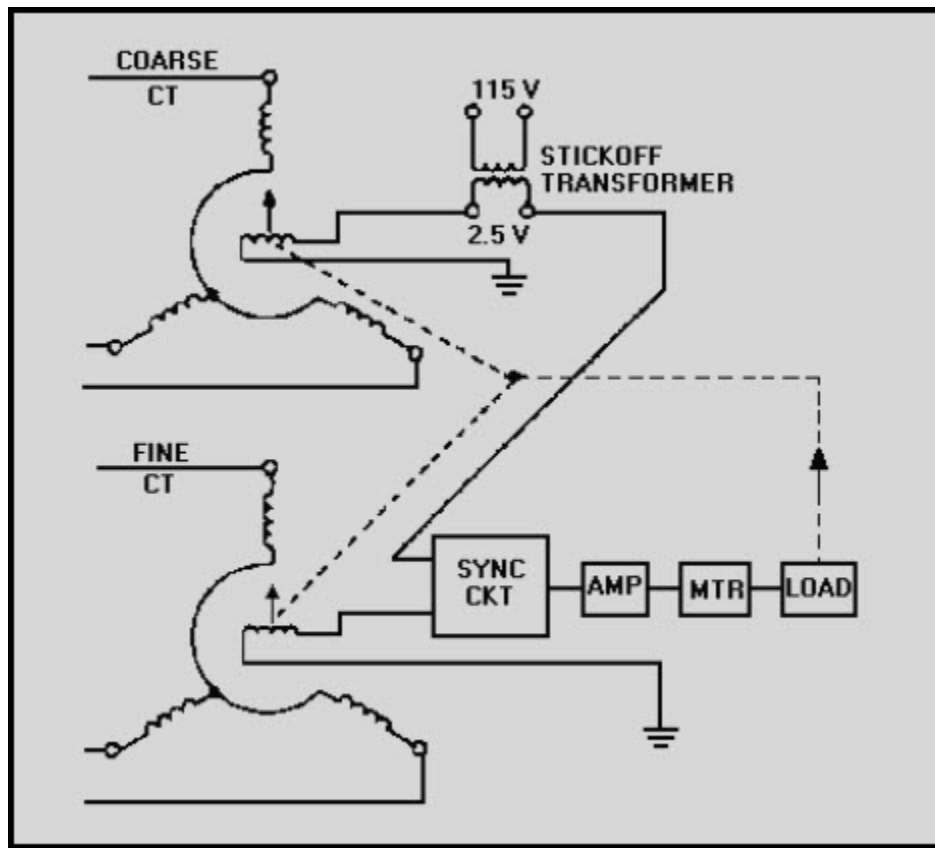 COARSE
CT
115 V
STICKOFF
TRANSFORMER
2.5 V
FINE
CT
SYNC
CKT
AMP
MTR
LOAD